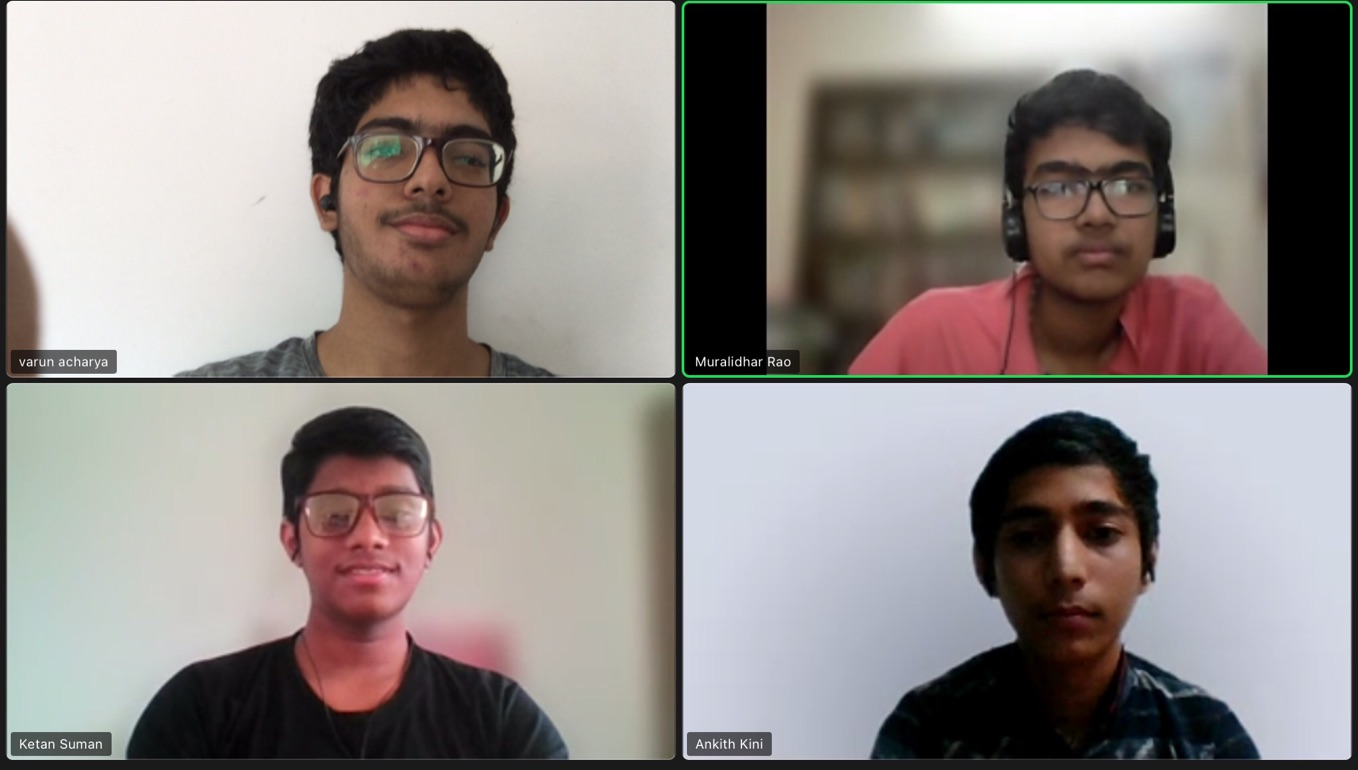 varun acharya
Muralidhar Rao
Ketan Suman
Ankith Kini